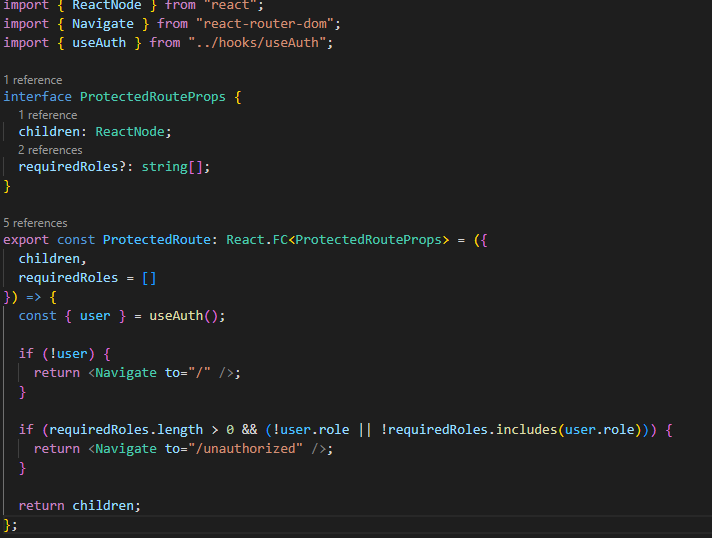 import { ReactNode } from "react";
import { Navigate } from "react-router-dom";
import { useAuth } from "../hooks/useAuth";
1 reference
interface ProtectedRouteProps {
1 reference
children: ReactNode;
2 references
requiredRoles?: string[];
}
5 references
export const ProtectedRoute: React.FC<ProtectedRouteProps> = ({
children,
requiredRoles = []
}) => {
const { user } = useAuth();
if (!user) {
return <Navigate to="/" />;
}
if (requiredRoles.length > 0 && (!user.role || !requiredRoles.includes(user.role))) {
return <Navigate to="/unauthorized" />;
}
return children;
};